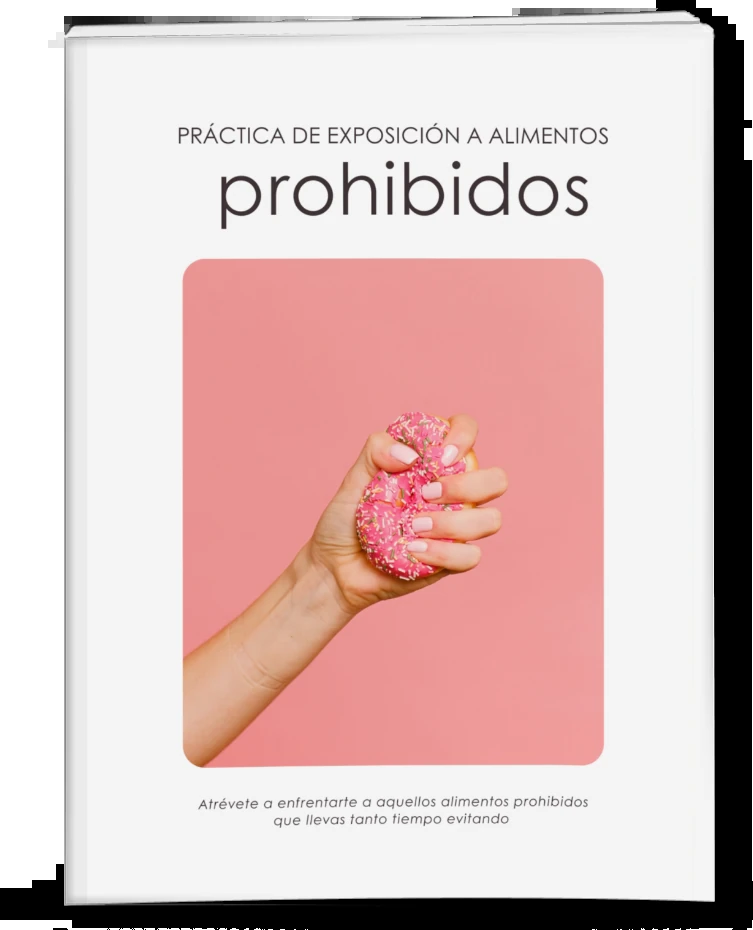 PRÁCTICA DE EXPOSICIÓN A ALIMENTOS
prohibidos
Atrévete a enfrentarte a aquellos alimentos prohibidos
que llevas tanto tiempo evitando